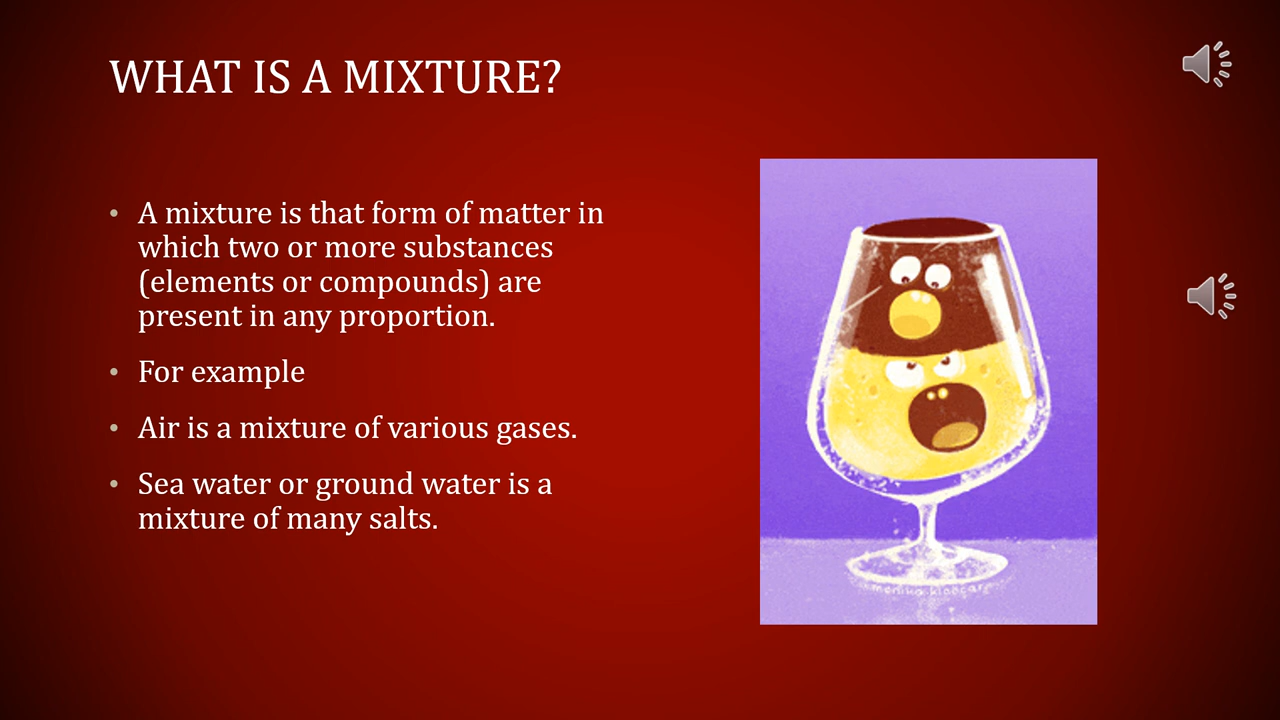 WHAT IS A MIXTURE?
• A mixture is that form of matter in
which two or more substances
(elements or compounds) are
present in any proportion.
• For example
• Air is a mixture of various gases.
• Sea water or ground water is a
mixture of many salts.